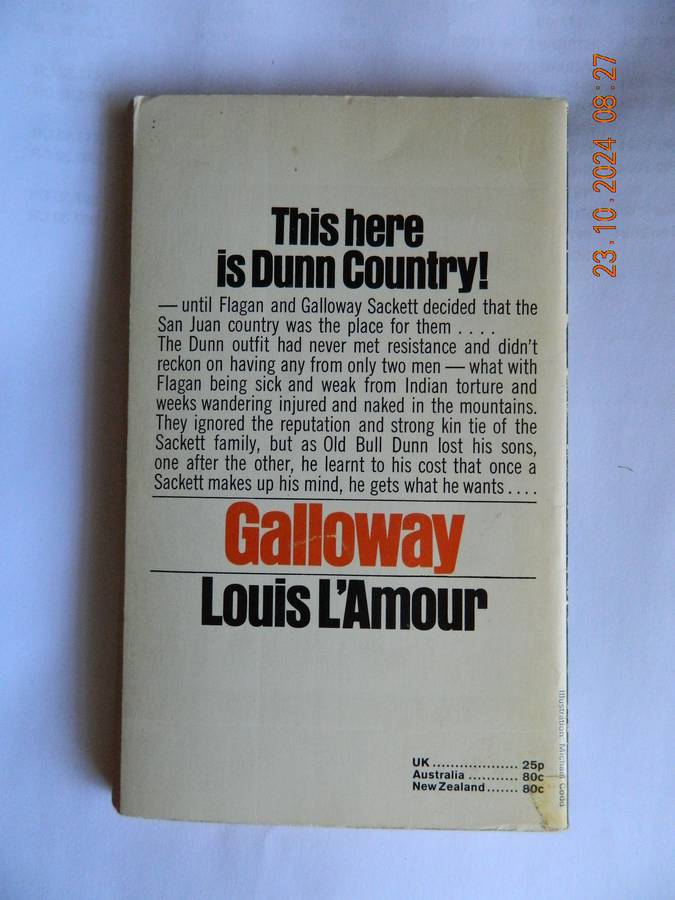 This here
is Dunn Country!
— until Flagan and Galloway Sackett decided that the
San Juan country was the place for them . . . .
The Dunn outfit had never met resistance and didn't
reckon on having any from only two men — what with
Flagan being sick and weak from Indian torture and
weeks wandering injured and naked in the mountains.
They ignored the reputation and strong kin tie of the
Sackett family, but as Old Bull Dunn lost his sons,
one after the other, he learnt to his cost that once a
Sackett makes up his mind, he gets what he wants . . . .
Galloway
Louis L'Amour
UK ................... 25p
Australia ........... 80c
New Zealand ....... 80c
Illustration: Michael Codd
23.10.2024 08:27